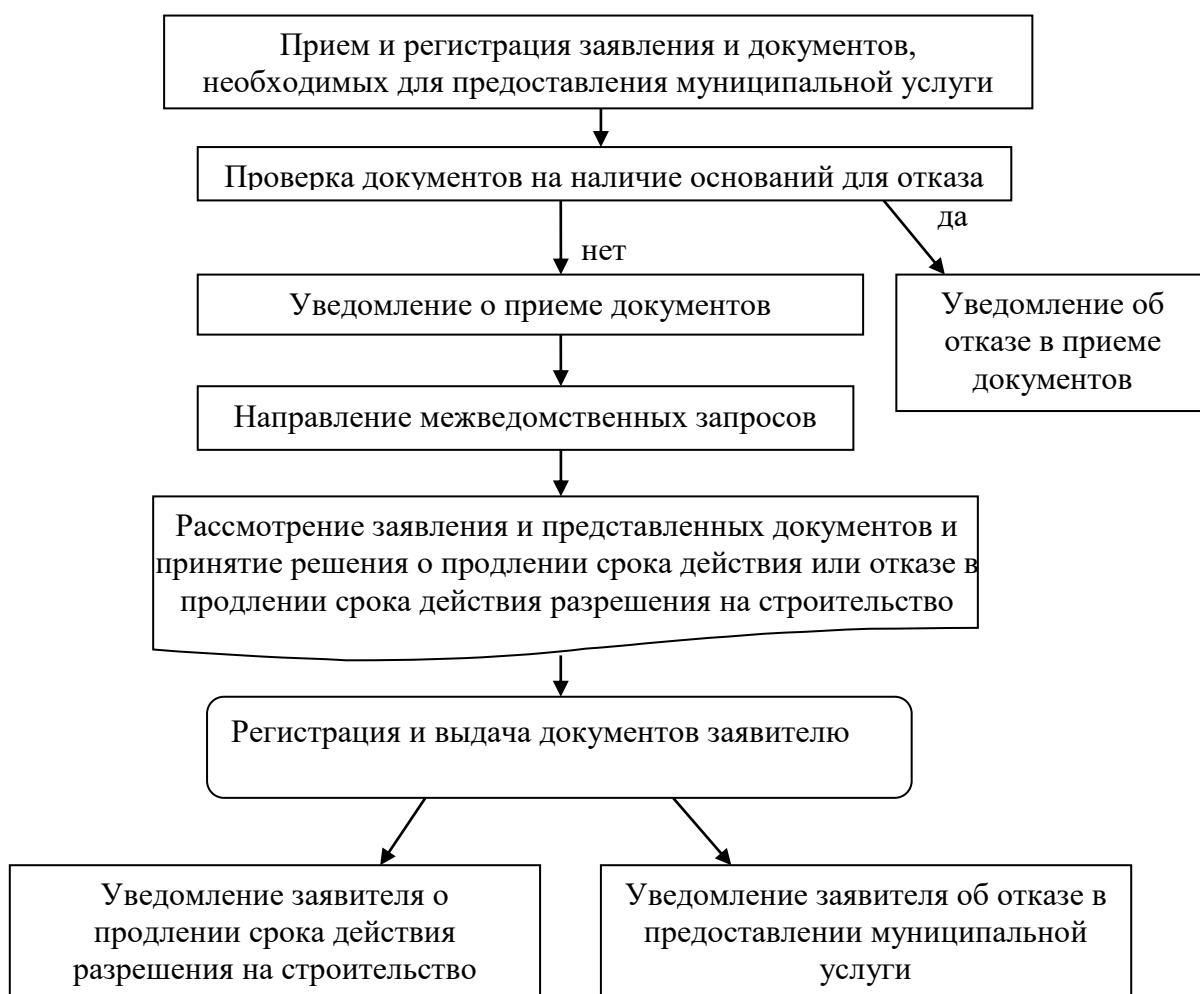 Прием и регистрация заявления и документов,
необходимых для предоставления муниципальной услуги
Проверка документов на наличие оснований для отказа
да
нет
Уведомление о приеме документов
Уведомление об
отказе в приеме
документов
Направление межведомственных запросов
Рассмотрение заявления и представленных документов и
принятие решения о продлении срока действия или отказе в
продлении срока действия разрешения на строительство
Регистрация и выдача документов заявителю
Уведомление заявителя о
продлении срока действия
разрешения на строительство
Уведомление заявителя об отказе в
предоставлении муниципальной
услуги